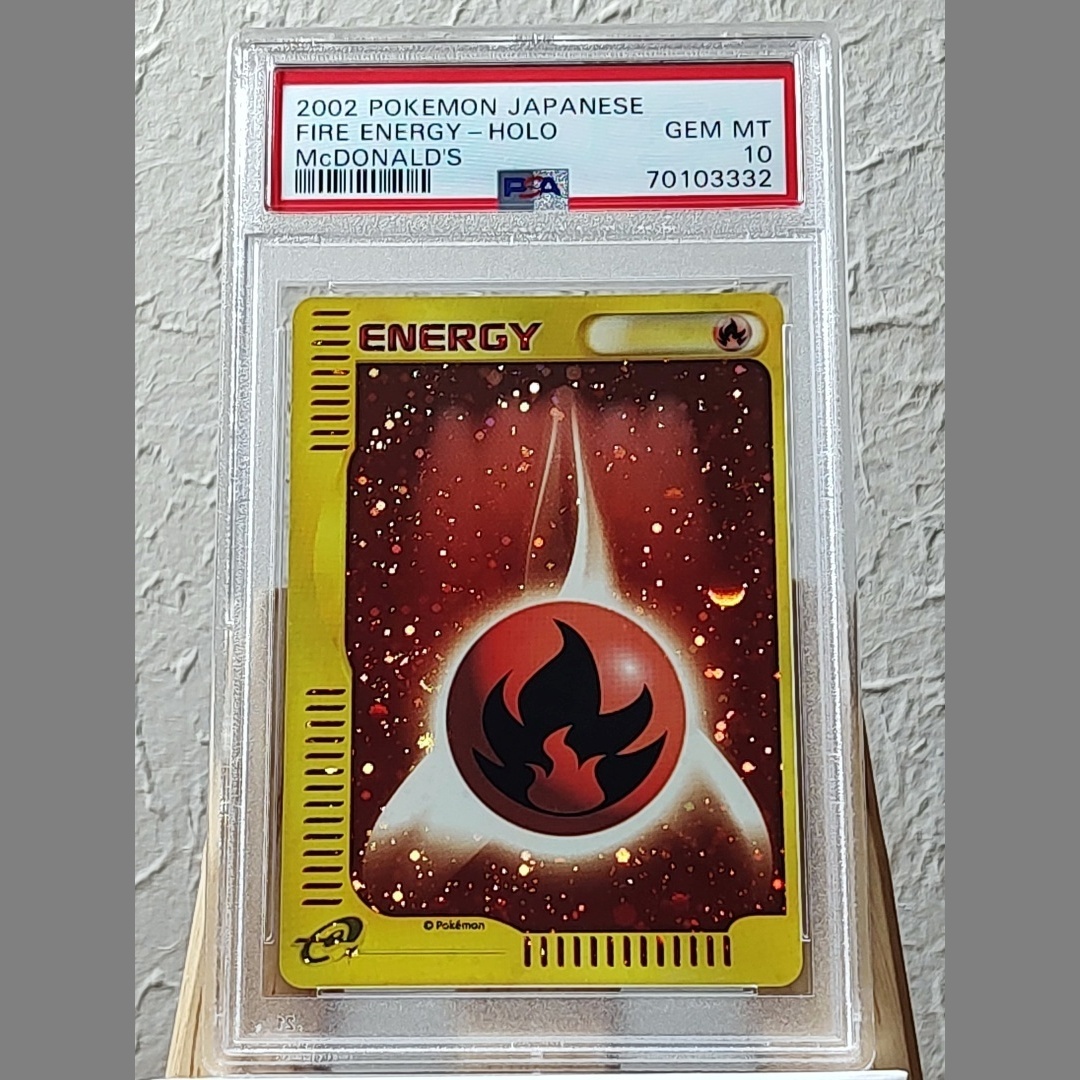 2002 POKEMON JAPANESE
FIRE ENERGY - HOLO GEM MT
McDONALD'S 10
PSA 70103332
ENERGY
© Pokémon
e